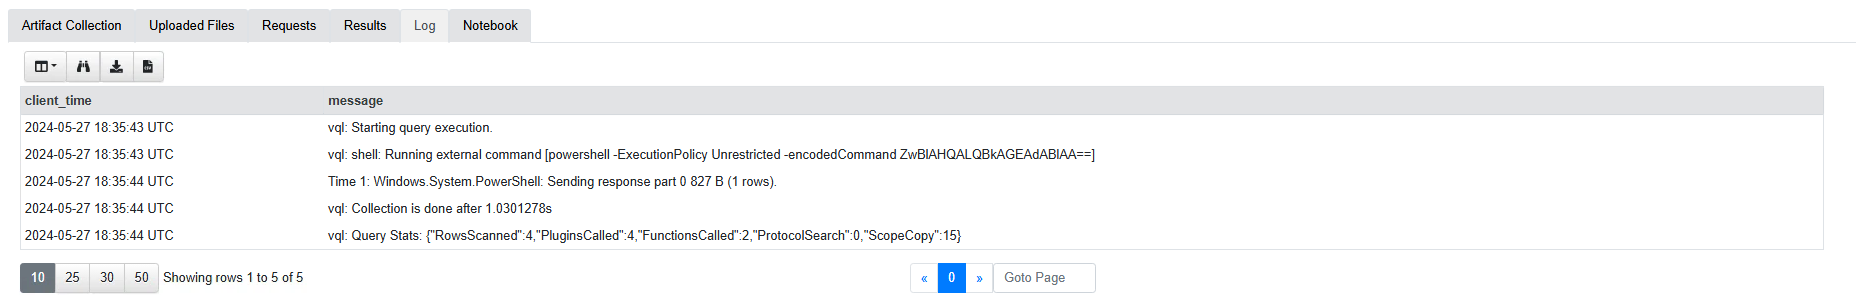 Artifact Collection Uploaded Files Requests Results Log Notebook
client_time message
2024-05-27 18:35:43 UTC vql: Starting query execution.
2024-05-27 18:35:43 UTC vql: shell: Running external command [powershell -ExecutionPolicy Unrestricted -encodedCommand ZwBlAHQALQBkAGEAdABlAA==]
2024-05-27 18:35:44 UTC Time 1: Windows.System.PowerShell: Sending response part 0 827 B (1 rows).
2024-05-27 18:35:44 UTC vql: Collection is done after 1.0301278s
2024-05-27 18:35:44 UTC vql: Query Stats: {"RowsScanned":4,"PluginsCalled":4,"FunctionsCalled":2,"ProtocolSearch":0,"ScopeCopy":15}
10 25 30 50 Showing rows 1 to 5 of 5 « 0 » Goto Page